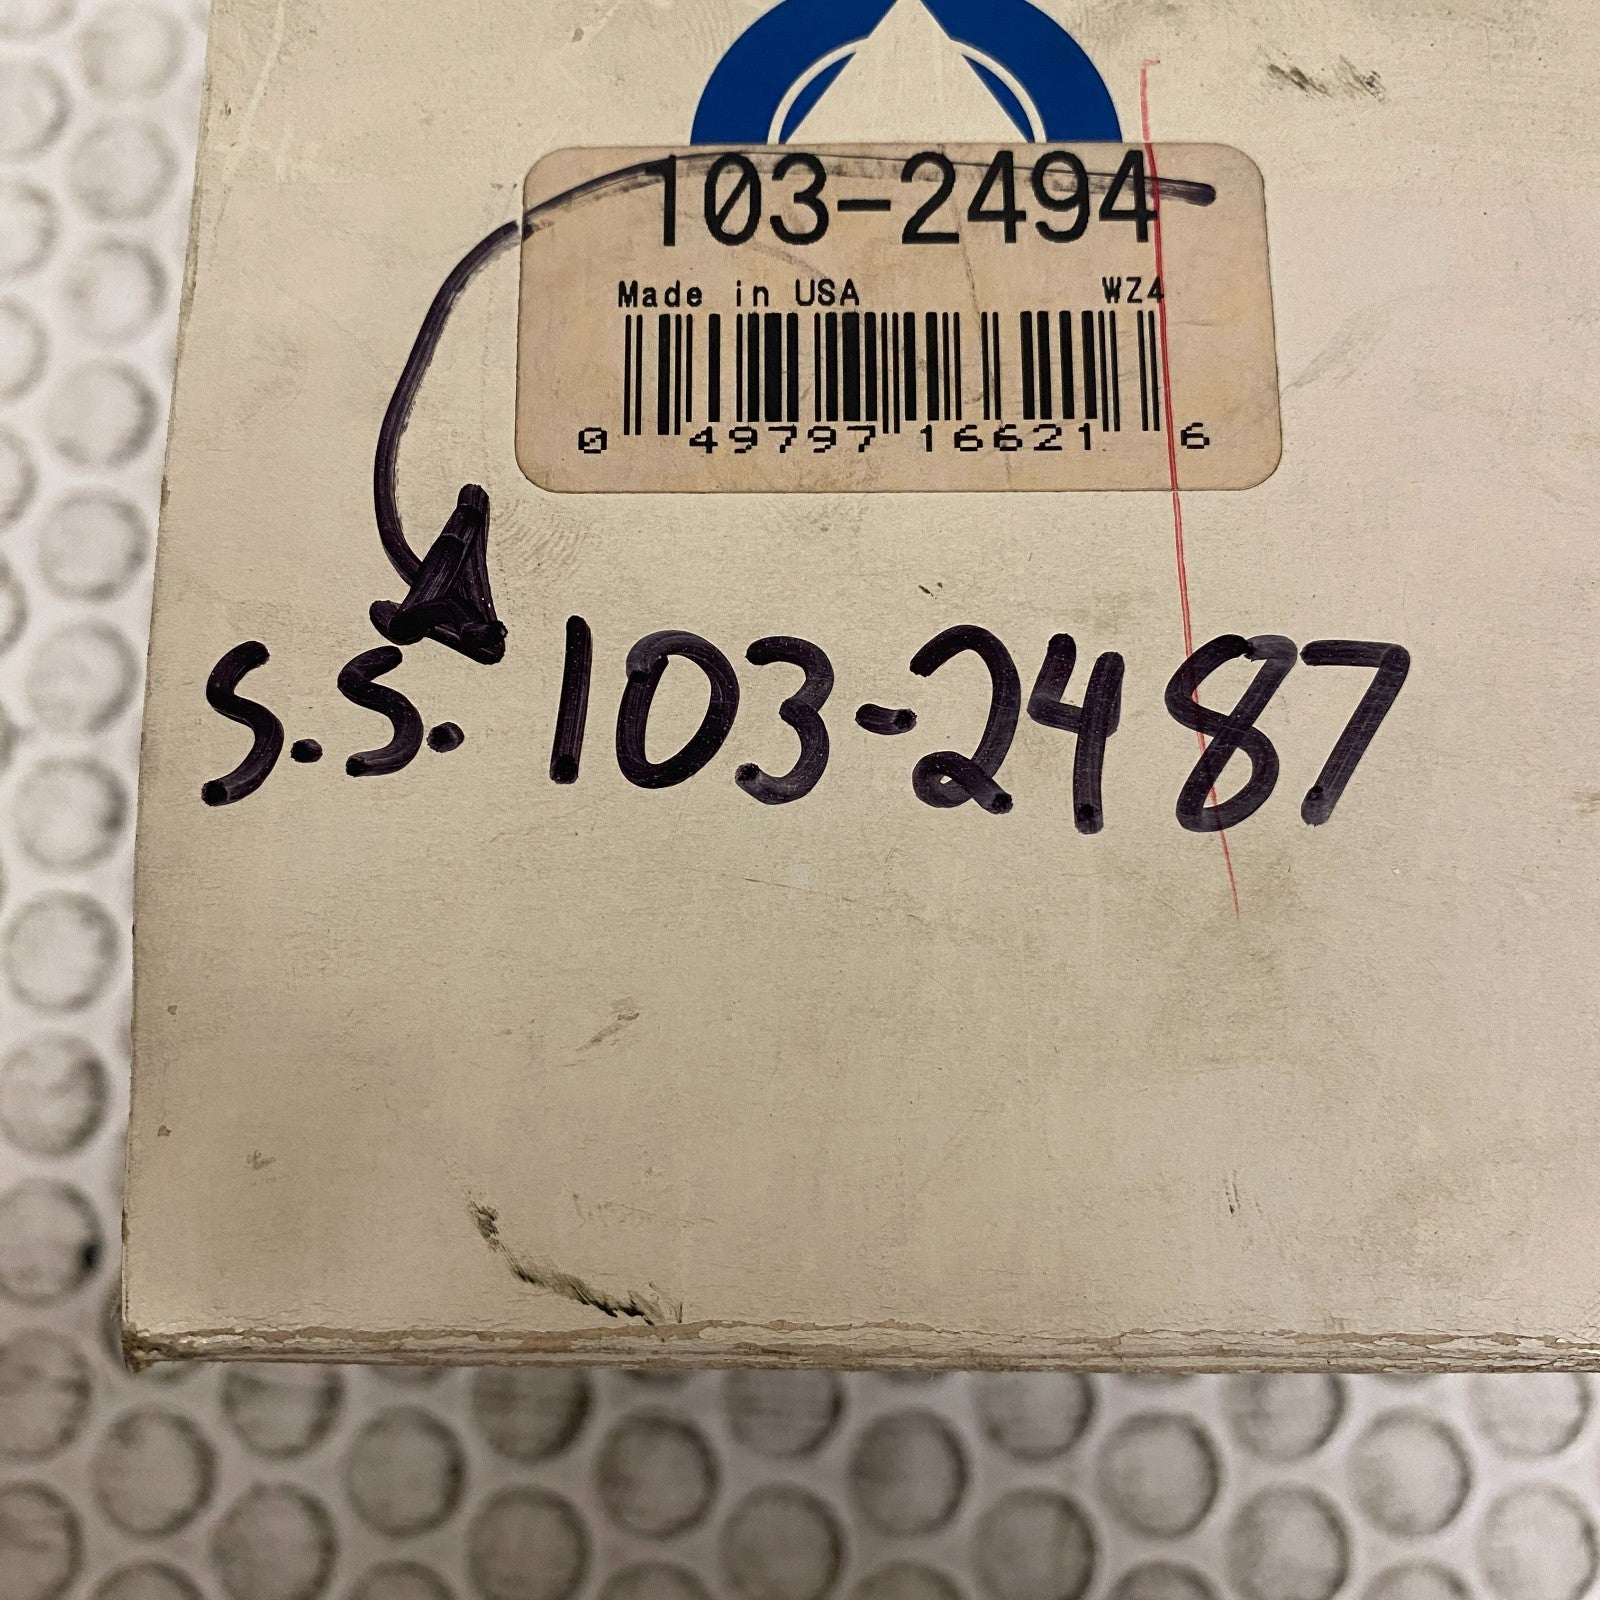 103-2494
Made in USA WZ4
0 49797 16621 6
S.S. 103-2487